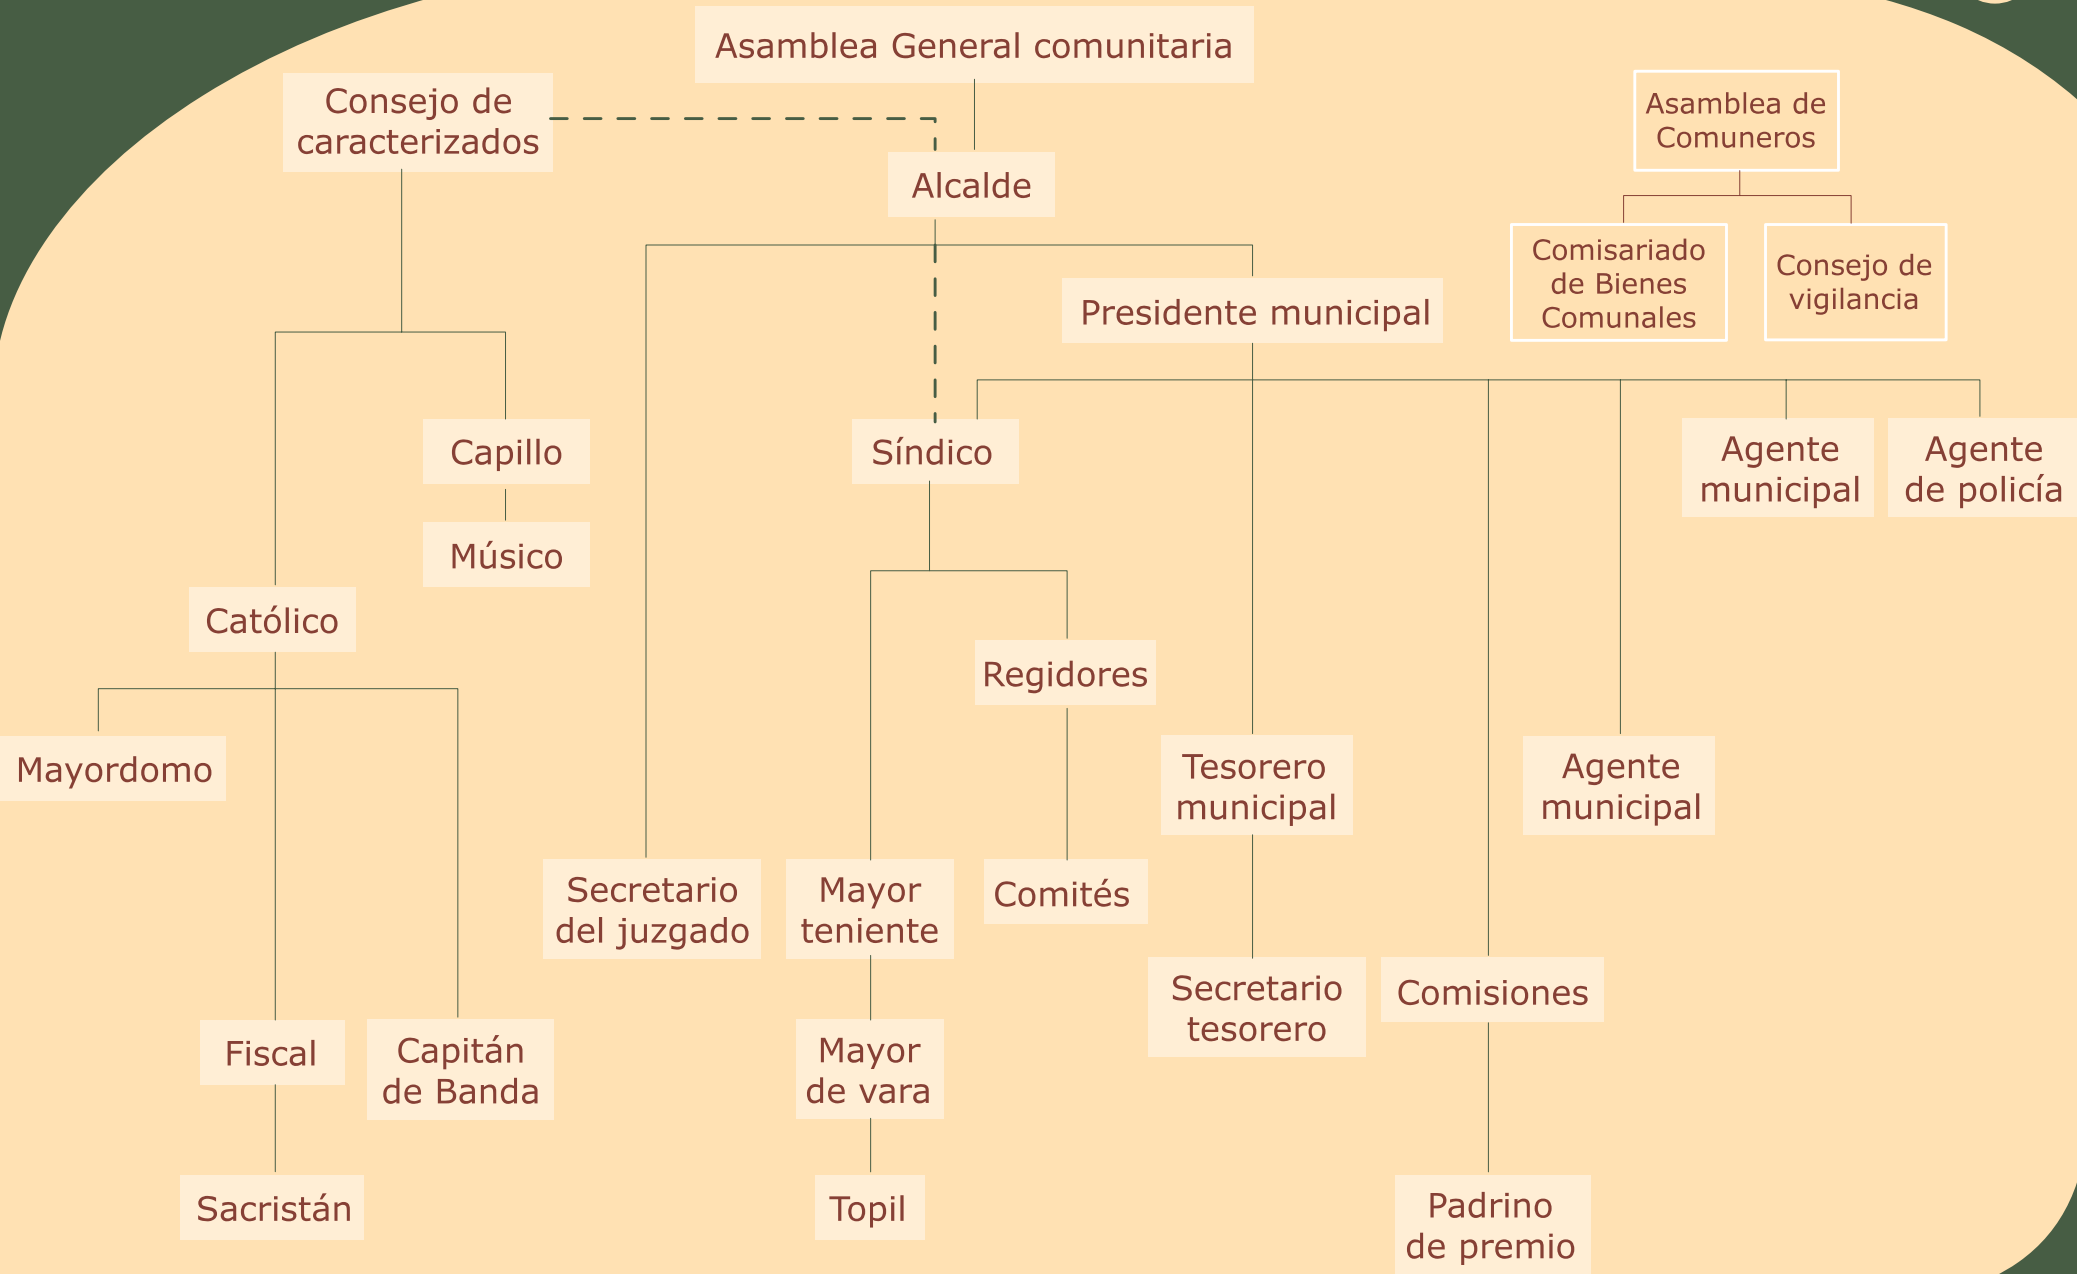 Asamblea General comunitaria
Consejo de
caracterizados
Asamblea de
Comuneros
Alcalde
Comisariado
de Bienes
Comunales
Consejo de
vigilancia
Presidente municipal
Capillo
Síndico
Agente
municipal
Agente
de policía
Músico
Católico
Regidores
Mayordomo
Tesorero
municipal
Agente
municipal
Secretario
del juzgado
Mayor
teniente
Comités
Secretario
tesorero
Comisiones
Fiscal
Capitán
de Banda
Mayor
de vara
Sacristán
Topil
Padrino
de premio